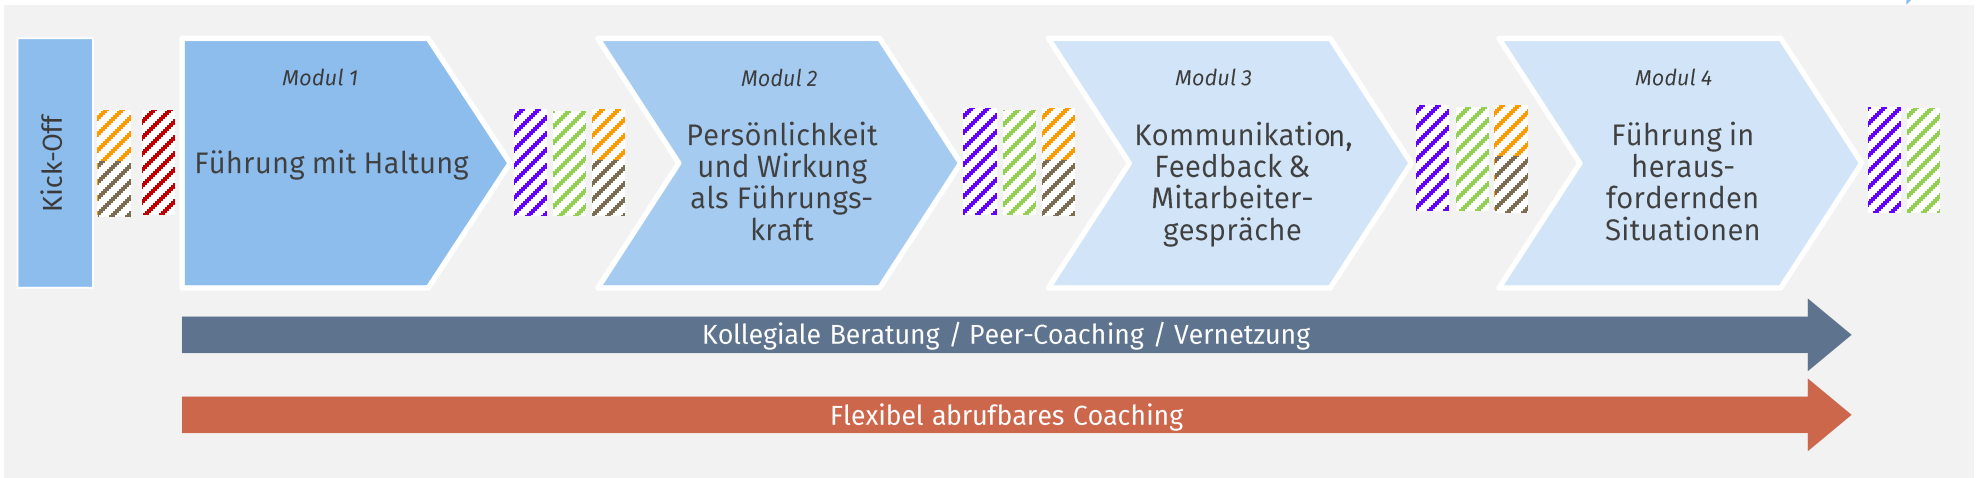 Kick-Off
Modul 1
Führung mit Haltung
Modul 2
Persönlichkeit
und Wirkung
als Führungs-
kraft
Modul 3
Kommunikation,
Feedback &
Mitarbeiter-
gespräche
Modul 4
Führung in
heraus-
fordernden
Situationen
Kollegiale Beratung / Peer-Coaching / Vernetzung
Flexibel abrufbares Coaching